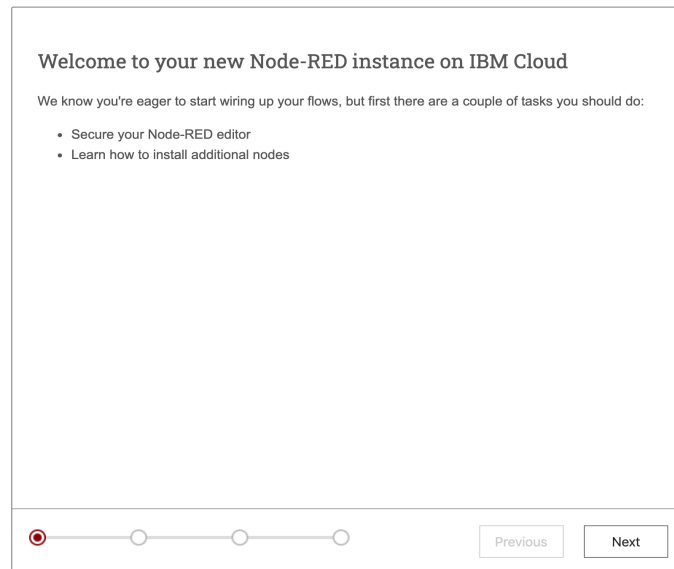 Welcome to your new Node-RED instance on IBM Cloud
We know you're eager to start wiring up your flows, but first there are a couple of tasks you should do:
• Secure your Node-RED editor
• Learn how to install additional nodes
Previous
Next